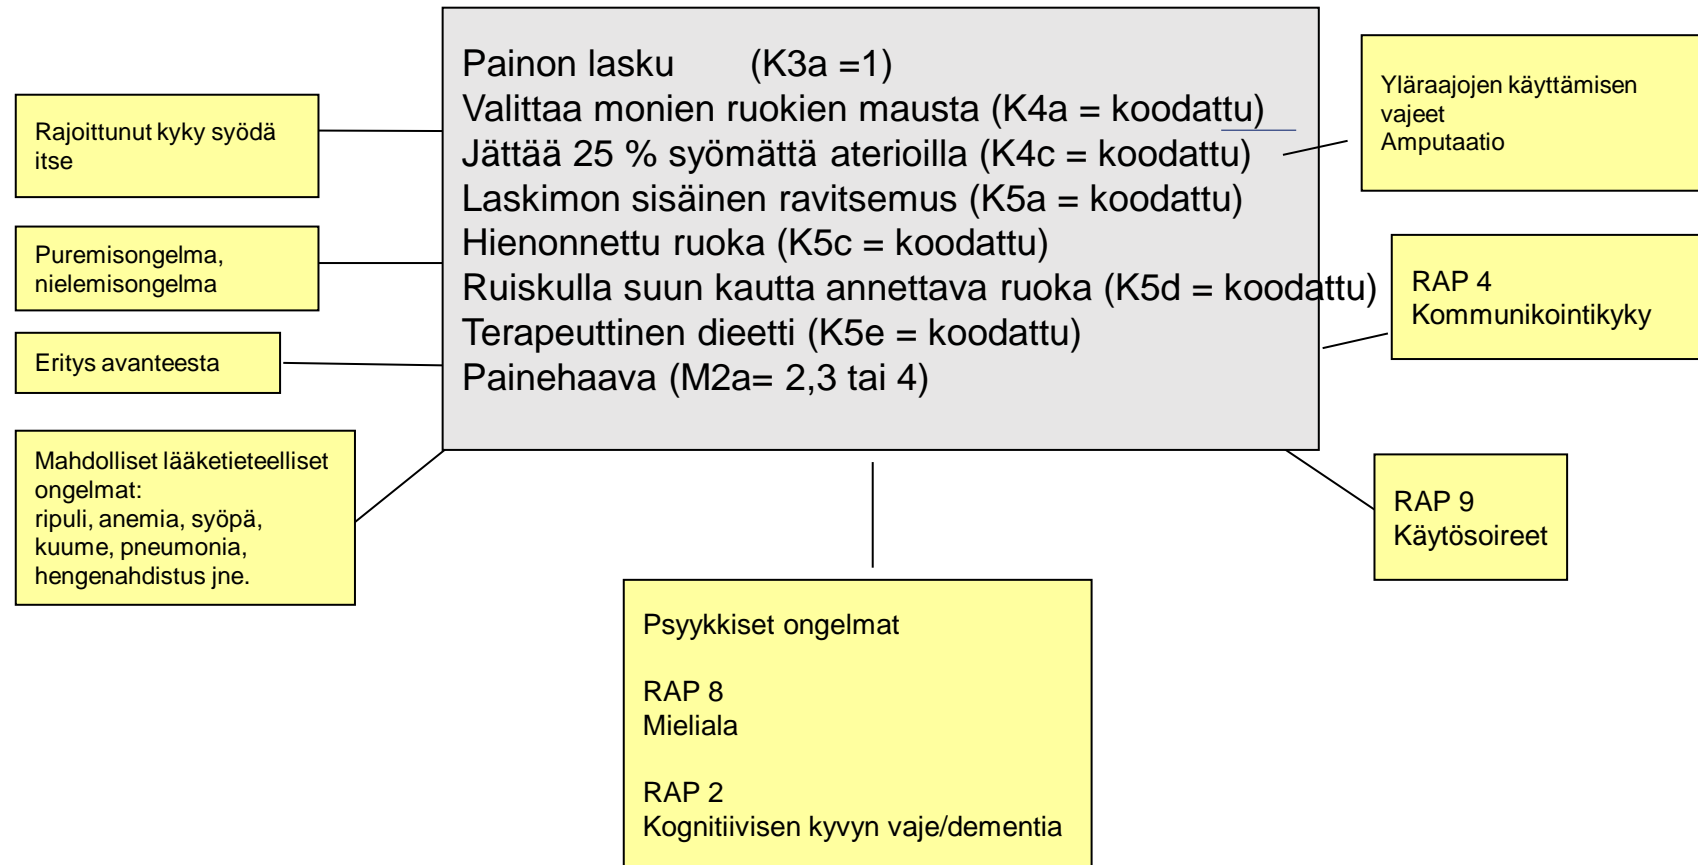 Painon lasku (K3a =1)
Valittaa monien ruokien mausta (K4a = koodattu)
Jättää 25 % syömättä aterioilla (K4c = koodattu)
Laskimon sisäinen ravitsemus (K5a = koodattu)
Hienonnettu ruoka (K5c = koodattu)
Ruiskulla suun kautta annettava ruoka (K5d = koodattu)
Terapeuttinen dieetti (K5e = koodattu)
Painehaava (M2a= 2,3 tai 4)
Rajoittunut kyky syödä
itse
Puremisongelma,
nielemisongelma
Eritys avanteesta
Mahdolliset lääketieteelliset
ongelmat:
ripuli, anemia, syöpä,
kuume, pneumonia,
hengenahdistus jne.
Yläraajojen käyttämisen
vajeet
Amputaatio
RAP 4
Kommunikointikyky
RAP 9
Käytösoireet
Psyykkiset ongelmat
RAP 8
Mieliala
RAP 2
Kognitiivisen kyvyn vaje/dementia